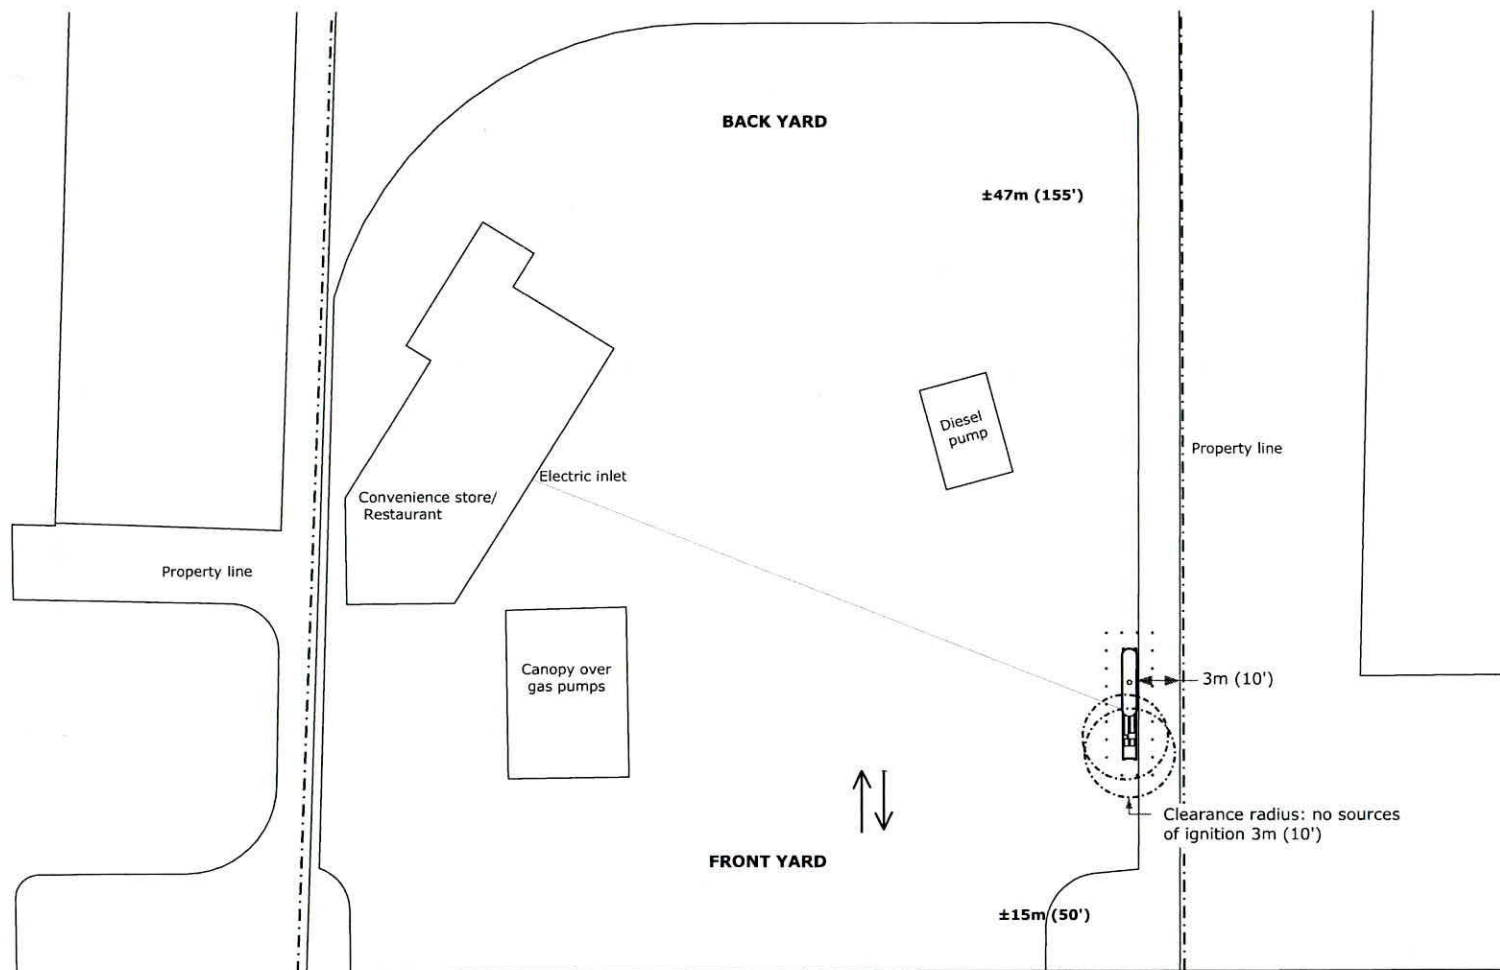 BACK YARD
±47m (155')
Diesel
pump
Property line
Electric inlet
Convenience store/
Restaurant
Property line
Canopy over
gas pumps
3m (10')
Clearance radius: no sources
of ignition 3m (10')
FRONT YARD
±15m (50')